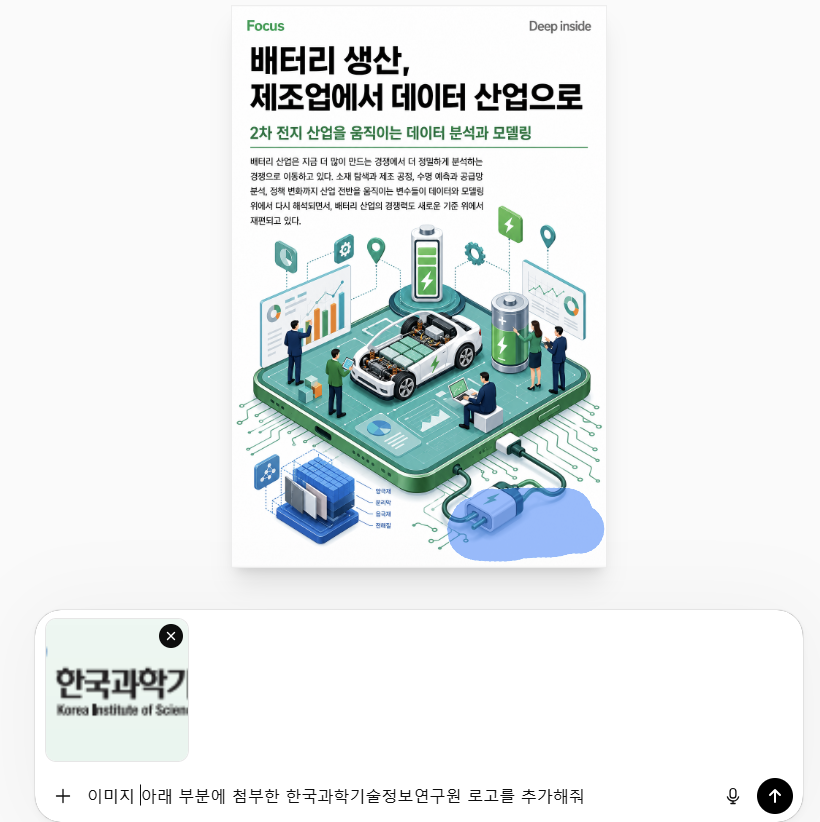 Focus
Deep inside
배터리 생산,
제조업에서 데이터 산업으로
2차 전지 산업을 움직이는 데이터 분석과 모델링
배터리 산업은 지금 더 많이 만드는 경쟁에서 더 정밀하게 분석하는
경쟁으로 이동하고 있다. 소재 탐색과 제조 공정, 수명 예측과 공급망
분석, 정책 변화까지 산업 전반을 움직이는 변수들이 데이터와 모델링
위에서 다시 해석되면서, 배터리 산업의 경쟁력도 새로운 기준 위에서
재편되고 있다.
분리막
전해질
한국과학기
Korea Institute of Scien
이미지 아래 부분에 첨부한 한국과학기술정보연구원 로고를 추가해줘